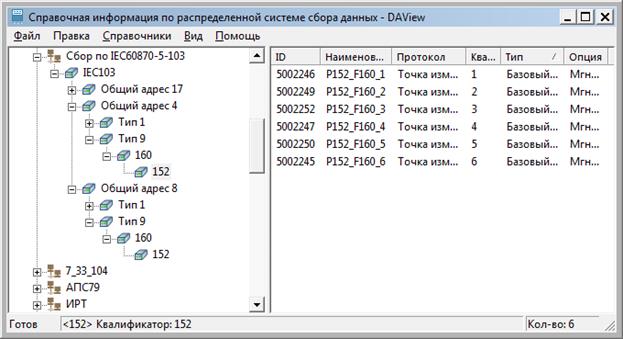 Справочная информация по распределенной системе сбора данных - DAView
Файл Правка Справочники Вид Помощь
Сбор по IEC60870-5-103
IEC103
Общий адрес 17
Общий адрес 4
Тип 1
Тип 9
160
152
Общий адрес 8
Тип 1
Тип 9
160
152
7_33_104
АПС79
ИРТ
ID Наименов... Протокол Ква... Тип Опция
5002246 P152_F160_1 Точка изм... 1 Базовый... Мгн...
5002249 P152_F160_2 Точка изм... 2 Базовый... Мгн...
5002252 P152_F160_3 Точка изм... 3 Базовый... Мгн...
5002247 P152_F160_4 Точка изм... 4 Базовый... Мгн...
5002250 P152_F160_5 Точка изм... 5 Базовый... Мгн...
5002245 P152_F160_6 Точка изм... 6 Базовый... Мгн...
Готов <152> Квалификатор: 152 Кол-во: 6